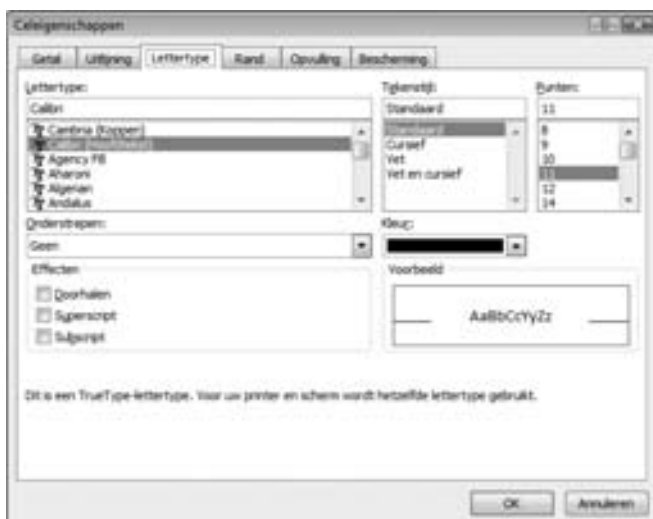 Celeigenschappen
Getal Uitlijning Lettertype Rand Opvulling Bescherming
Lettertype: Tekenstijl: Punten:
Calibri Standaard 11
Cambria (Koppen) Standaard 8
Calibri (Hoofdtekst) Cursief 9
Agency FB Vet 10
Aharoni Vet en cursief 11
Algerian 12
Andalus 14
Onderstrepen: Kleur:
Geen
Effecten Voorbeeld
Doorhalen
Superscript AaBbCcYyZz
Subscript
Dit is een TrueType-lettertype. Voor uw printer en scherm wordt hetzelfde lettertype gebruikt.
OK Annuleren